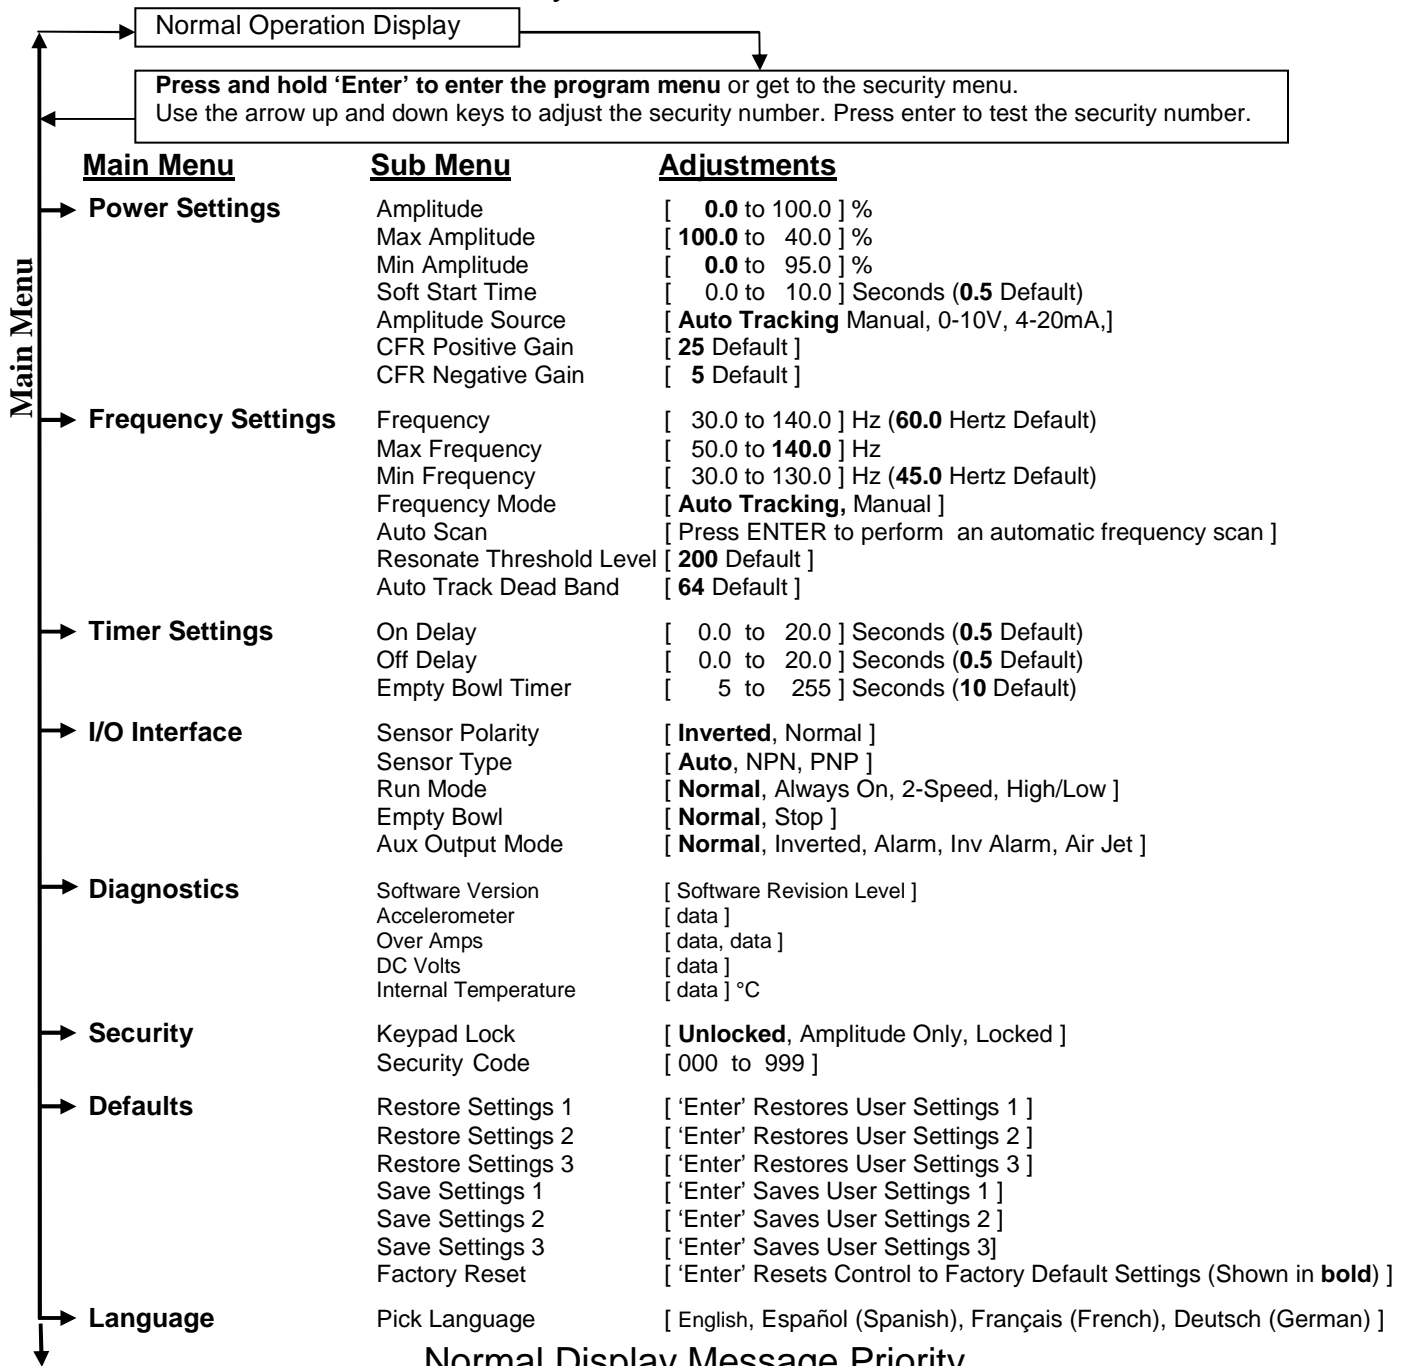 Normal Operation Display
Press and hold ‘Enter’ to enter the program menu or get to the security menu.
Use the arrow up and down keys to adjust the security number. Press enter to test the security number.
Main Menu Sub Menu Adjustments
Main Menu
Power Settings Amplitude [ 0.0 to 100.0 ] %
Max Amplitude [ 100.0 to 40.0 ] %
Min Amplitude [ 0.0 to 95.0 ] %
Soft Start Time [ 0.0 to 10.0 ] Seconds (0.5 Default)
Amplitude Source [ Auto Tracking Manual, 0-10V, 4-20mA,]
CFR Positive Gain [ 25 Default ]
CFR Negative Gain [ 5 Default ]
Frequency Settings Frequency [ 30.0 to 140.0 ] Hz (60.0 Hertz Default)
Max Frequency [ 50.0 to 140.0 ] Hz
Min Frequency [ 30.0 to 130.0 ] Hz (45.0 Hertz Default)
Frequency Mode [ Auto Tracking, Manual ]
Auto Scan [ Press ENTER to perform an automatic frequency scan ]
Resonate Threshold Level [ 200 Default ]
Auto Track Dead Band [ 64 Default ]
Timer Settings On Delay [ 0.0 to 20.0 ] Seconds (0.5 Default)
Off Delay [ 0.0 to 20.0 ] Seconds (0.5 Default)
Empty Bowl Timer [ 5 to 255 ] Seconds (10 Default)
I/O Interface Sensor Polarity [ Inverted, Normal ]
Sensor Type [ Auto, NPN, PNP ]
Run Mode [ Normal, Always On, 2-Speed, High/Low ]
Empty Bowl [ Normal, Stop ]
Aux Output Mode [ Normal, Inverted, Alarm, Inv Alarm, Air Jet ]
Diagnostics Software Version [ Software Revision Level ]
Accelerometer [ data ]
Over Amps [ data, data ]
DC Volts [ data ]
Internal Temperature [ data ] °C
Security Keypad Lock [ Unlocked, Amplitude Only, Locked ]
Security Code [ 000 to 999 ]
Defaults Restore Settings 1 [ ‘Enter’ Restores User Settings 1 ]
Restore Settings 2 [ ‘Enter’ Restores User Settings 2 ]
Restore Settings 3 [ ‘Enter’ Restores User Settings 3 ]
Save Settings 1 [ ‘Enter’ Saves User Settings 1 ]
Save Settings 2 [ ‘Enter’ Saves User Settings 2 ]
Save Settings 3 [ ‘Enter’ Saves User Settings 3]
Factory Reset [ ‘Enter’ Resets Control to Factory Default Settings (Shown in bold) ]
Language Pick Language [ English, Español (Spanish), Français (French), Deutsch (German) ]
Normal Display Message Priority